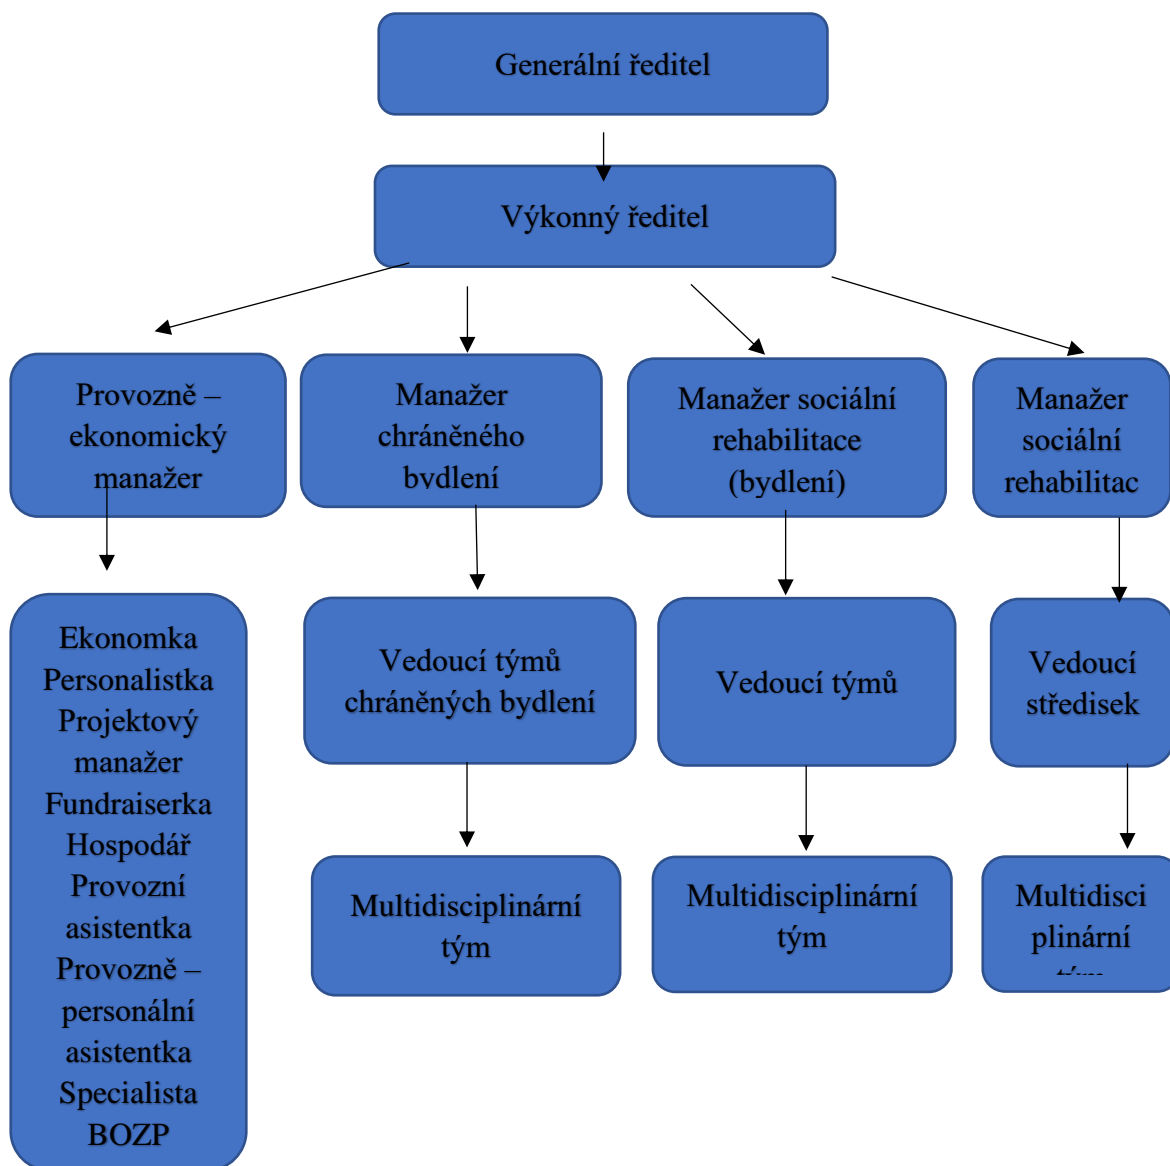 Generální ředitel
Výkonný ředitel
Provozně –
ekonomický
manažer
Manažer
chráněného
bydlení
Manažer sociální
rehabilitace
(bydlení)
Manažer
sociální
rehabilitac
Ekonomka
Personalistka
Projektový
manažer
Fundraiserka
Hospodář
Provozní
asistentka
Provozně –
personální
asistentka
Specialista
BOZP
Vedoucí týmů
chráněných bydlení
Vedoucí týmů
Vedoucí
středisek
Multidisciplinární
tým
Multidisciplinární
tým
Multidisci
plinární
tým